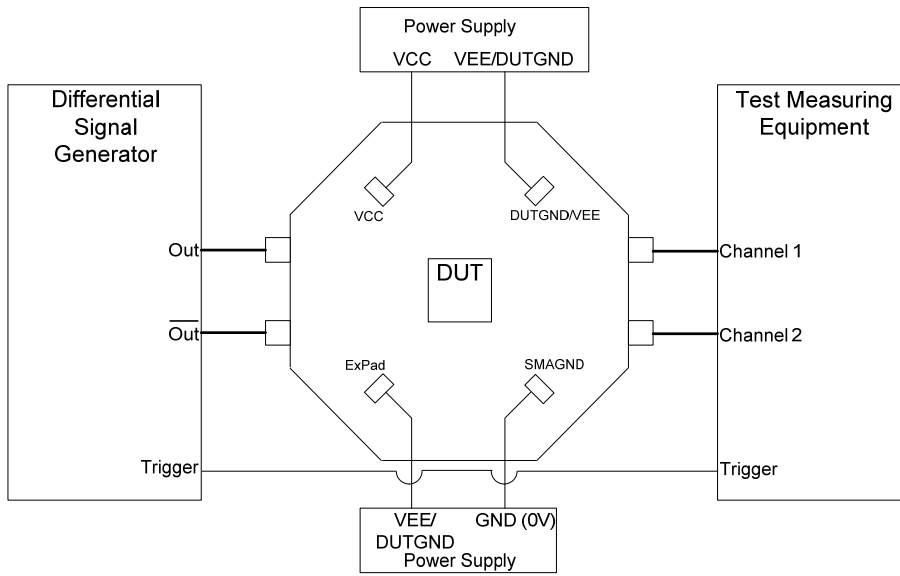 Power Supply
VCC VEE/DUTGND
Differential
Signal
Generator
Test Measuring
Equipment
VCC
DUTGND/VEE
Out
Channel 1
DUT
Out
Channel 2
ExPad
SMAGND
Trigger
Trigger
VEE/
DUTGND
GND (0V)
Power Supply